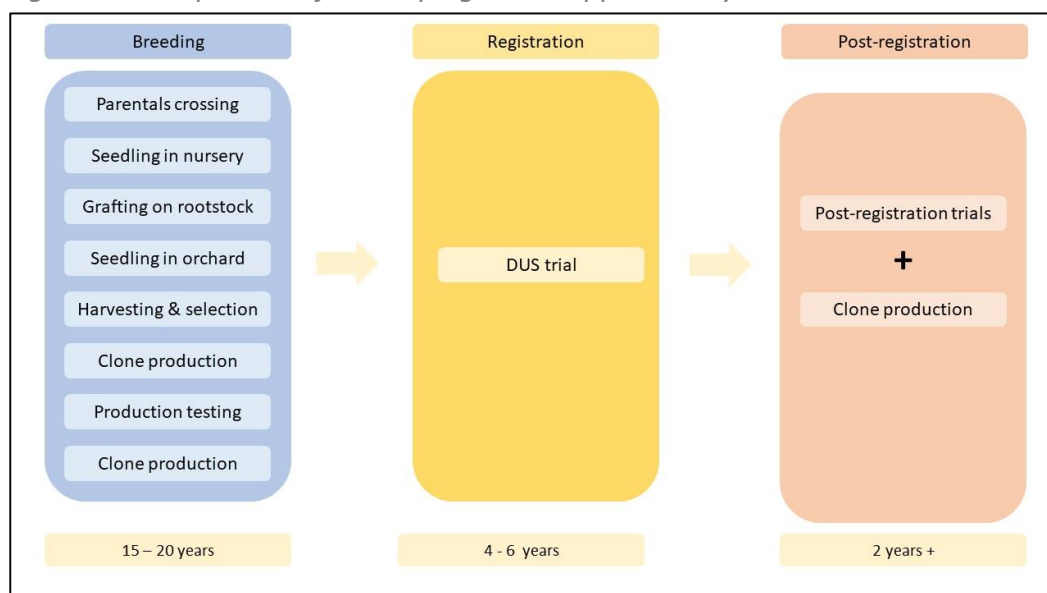 Breeding
Parentals crossing
Seedling in nursery
Grafting on rootstock
Seedling in orchard
Harvesting & selection
Clone production
Production testing
Clone production
15 – 20 years
Registration
DUS trial
4 - 6 years
Post-registration
Post-registration trials
+
Clone production
2 years +